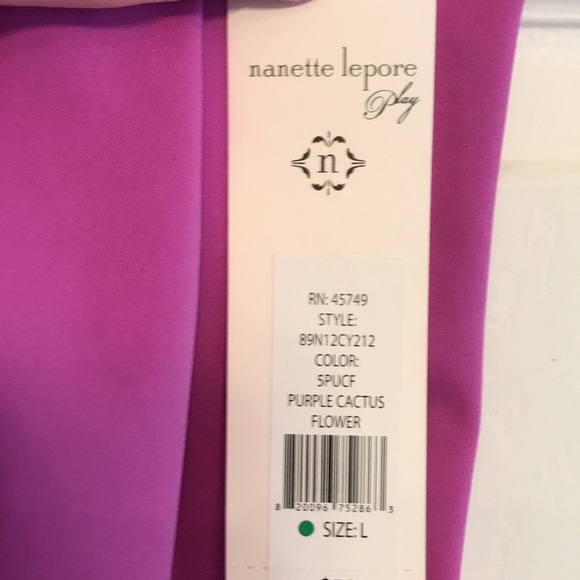 nanette lepore
play
n
RN: 45749
STYLE:
89N12CY212
COLOR:
5PUCF
PURPLE CACTUS
FLOWER
8 20096 75286 3
SIZE: L